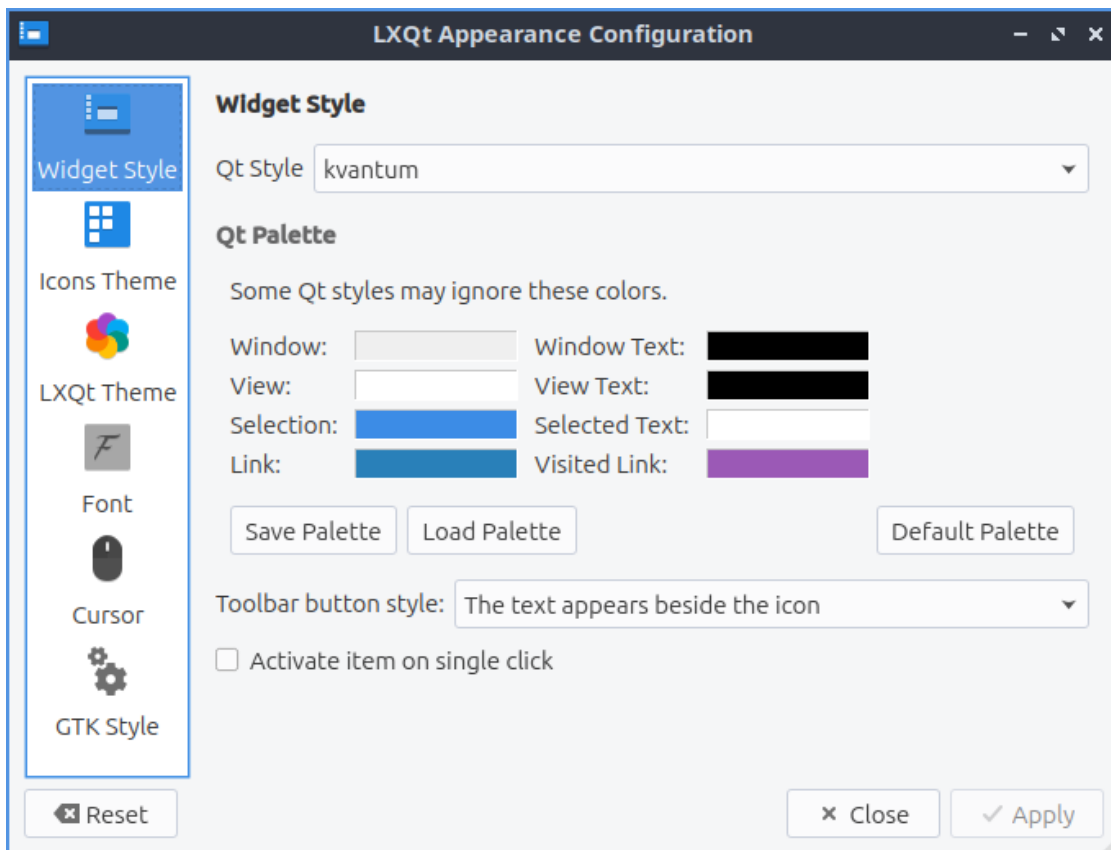 LXQt Appearance Configuration
Widget Style
Icons Theme
LXQt Theme
Font
Cursor
GTK Style
Widget Style
Qt Style kvantum
Qt Palette
Some Qt styles may ignore these colors.
Window: Window Text:
View: View Text:
Selection: Selected Text:
Link: Visited Link:
Save Palette Load Palette Default Palette
Toolbar button style: The text appears beside the icon
Activate item on single click
Reset Close Apply